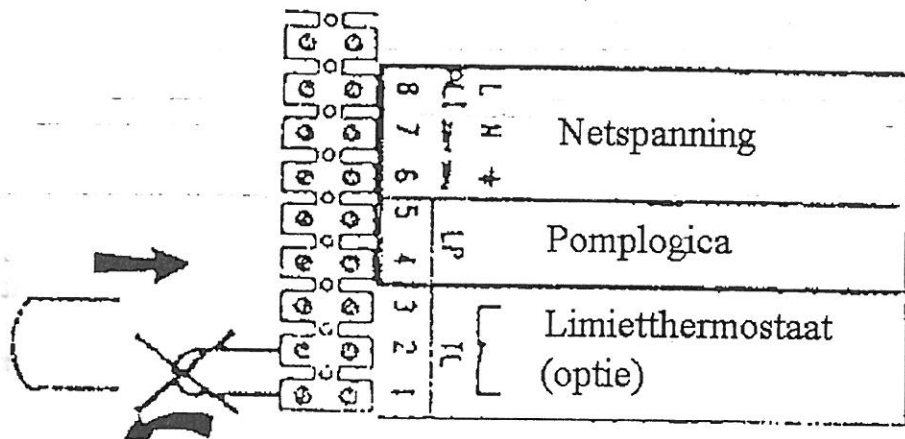 8 L
7 N Netspanning
6
5 LP Pomplogica
4
3 Limietthermostaat
2 TL (optie)
1